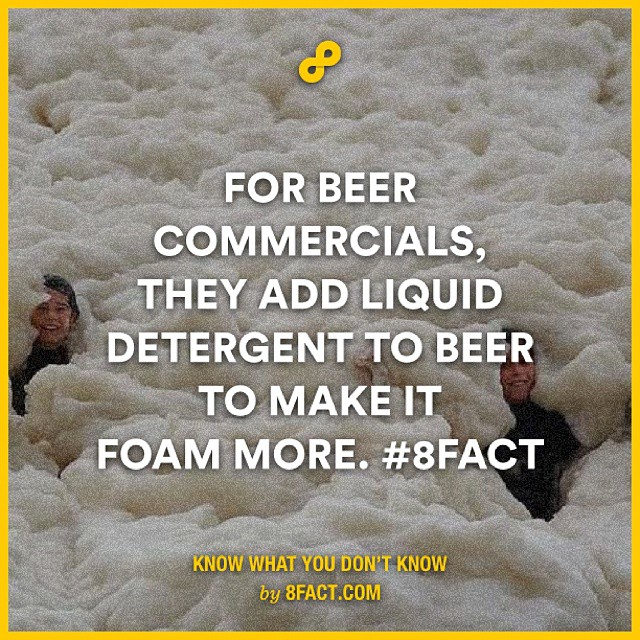 FOR BEER
COMMERCIALS,
THEY ADD LIQUID
DETERGENT TO BEER
TO MAKE IT
FOAM MORE. #8FACT
KNOW WHAT YOU DON'T KNOW
by 8FACT.COM